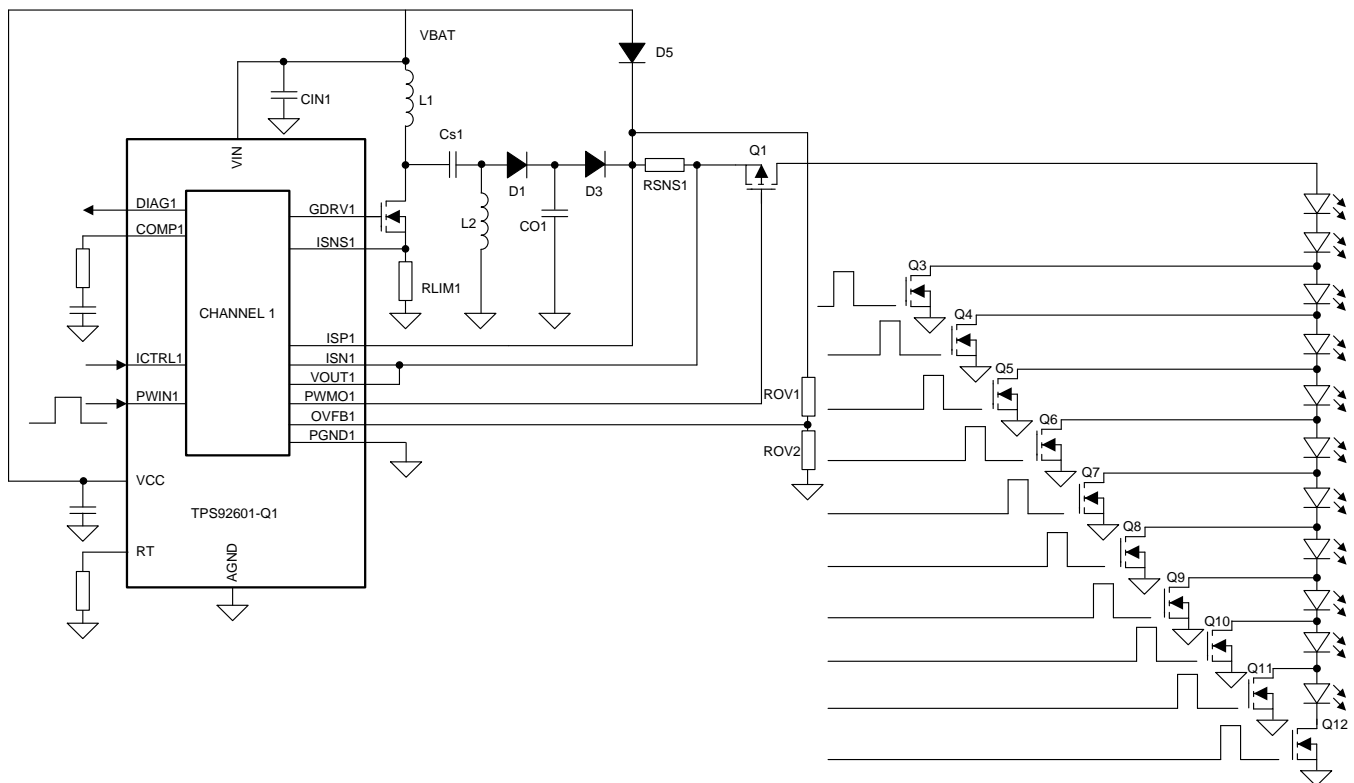 VBAT
D5
CIN1
L1
VIN
Cs1
D1
D3
RSNS1
Q1
DIAG1
COMP1
GDRV1
ISNS1
L2
CO1
RLIM1
CHANNEL 1
ICTRL1
PWIN1
ISP1
ISN1
VOUT1
PWMO1
OVFB1
PGND1
ROV1
ROV2
VCC
TPS92601-Q1
RT
AGND
Q3
Q4
Q5
Q6
Q7
Q8
Q9
Q10
Q11
Q12